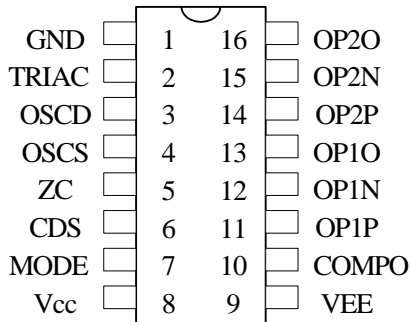 GND 1 16 OP2O
TRIAC 2 15 OP2N
OSCD 3 14 OP2P
OSCS 4 13 OP1O
ZC 5 12 OP1N
CDS 6 11 OP1P
MODE 7 10 COMPO
Vcc 8 9 VEE